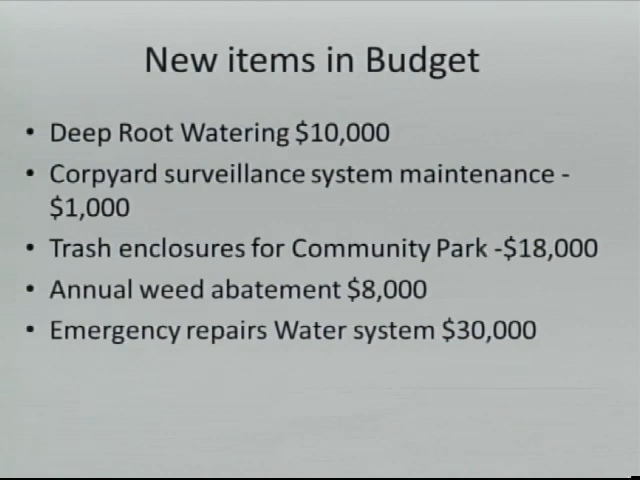 New items in Budget
• Deep Root Watering $10,000
• Corpyard surveillance system maintenance -
$1,000
• Trash enclosures for Community Park -$18,000
• Annual weed abatement $8,000
• Emergency repairs Water system $30,000